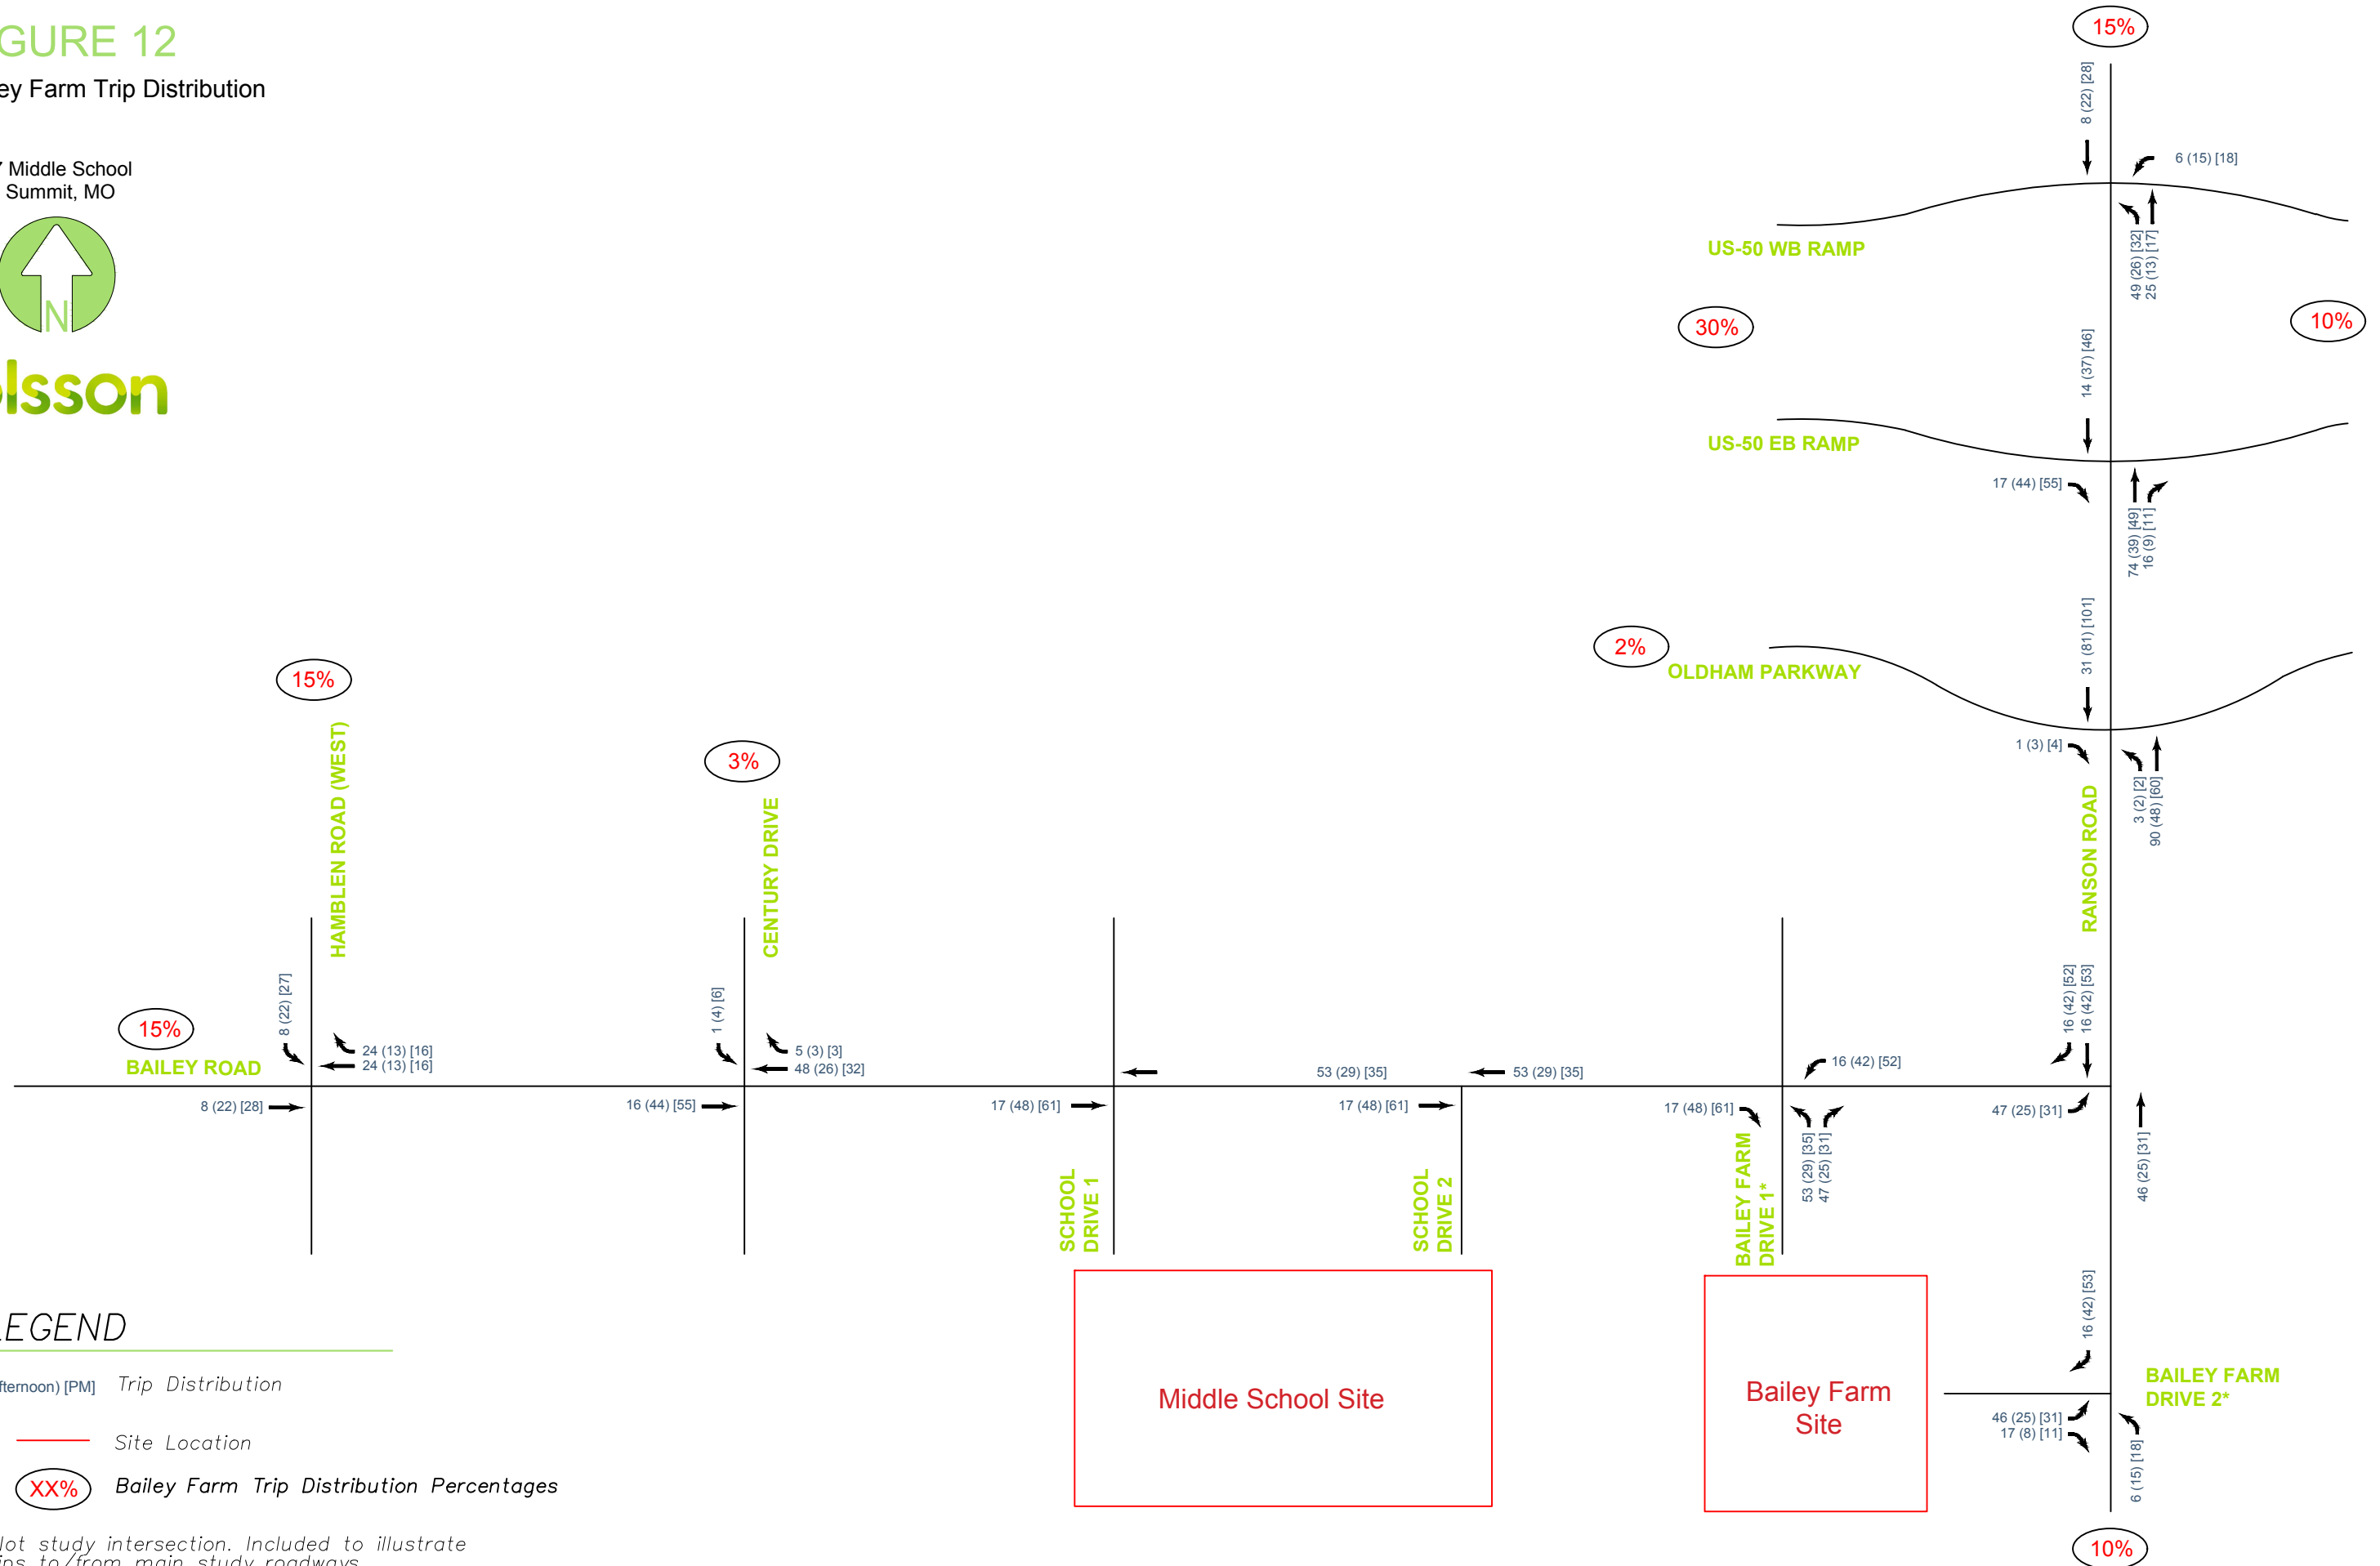 GURE 12
ey Farm Trip Distribution
Middle School
Summit, MO
N
olsson
15%
8 (22) [28]
6 (15) [18]
US-50 WB RAMP
49 (26) [32]
25 (13) [17]
30%
10%
14 (37) [46]
US-50 EB RAMP
17 (44) [55]
74 (39) [49]
16 (9) [11]
2%
OLDHAM PARKWAY
31 (81) [101]
1 (3) [4]
3 (2) [2]
90 (48) [60]
RANSON ROAD
15%
HAMBLEN ROAD (WEST)
3%
CENTURY DRIVE
15%
BAILEY ROAD
8 (22) [27]
24 (13) [16]
24 (13) [16]
8 (22) [28]
1 (4) [6]
5 (3) [3]
48 (26) [32]
16 (44) [55]
53 (29) [35]
53 (29) [35]
17 (48) [61]
17 (48) [61]
17 (48) [61]
16 (42) [52]
53 (29) [35]
47 (25) [31]
16 (42) [52]
16 (42) [53]
47 (25) [31]
46 (25) [31]
SCHOOL
DRIVE 1
SCHOOL
DRIVE 2
BAILEY FARM
DRIVE 1*
Middle School Site
Bailey Farm
Site
16 (42) [53]
BAILEY FARM
DRIVE 2*
46 (25) [31]
17 (8) [11]
6 (15) [18]
10%
LEGEND
fternoon) [PM] Trip Distribution
Site Location
XX% Bailey Farm Trip Distribution Percentages
Not study intersection. Included to illustrate
ips to/from main study roadways